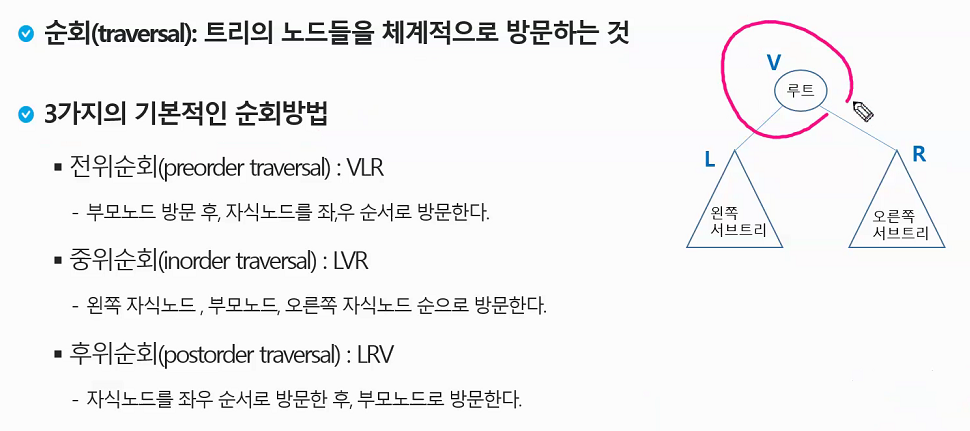 순회(traversal): 트리의 노드들을 체계적으로 방문하는 것
3가지의 기본적인 순회방법
▪ 전위순회(preorder traversal) : VLR
- 부모노드 방문 후, 자식노드를 좌,우 순서로 방문한다.
▪ 중위순회(inorder traversal) : LVR
- 왼쪽 자식노드 , 부모노드, 오른쪽 자식노드 순으로 방문한다.
▪ 후위순회(postorder traversal) : LRV
- 자식노드를 좌우 순서로 방문한 후, 부모노드로 방문한다.
V
루트
L
R
왼쪽
서브트리
오른쪽
서브트리